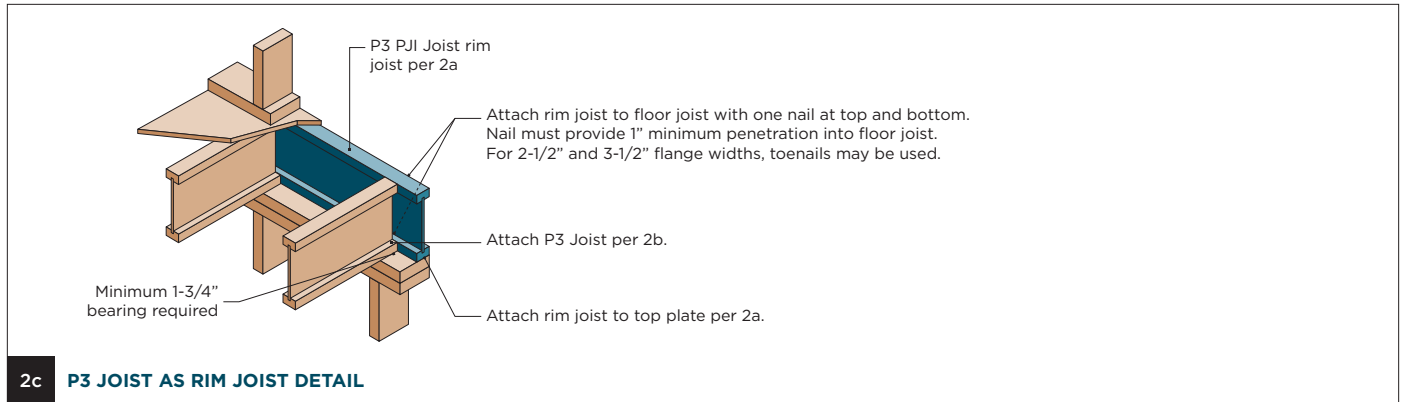 P3 PJI Joist rim
joist per 2a
Attach rim joist to floor joist with one nail at top and bottom.
Nail must provide 1” minimum penetration into floor joist.
For 2-1/2” and 3-1/2” flange widths, toenails may be used.
Attach P3 Joist per 2b.
Minimum 1-3/4”
bearing required
Attach rim joist to top plate per 2a.
2c P3 JOIST AS RIM JOIST DETAIL